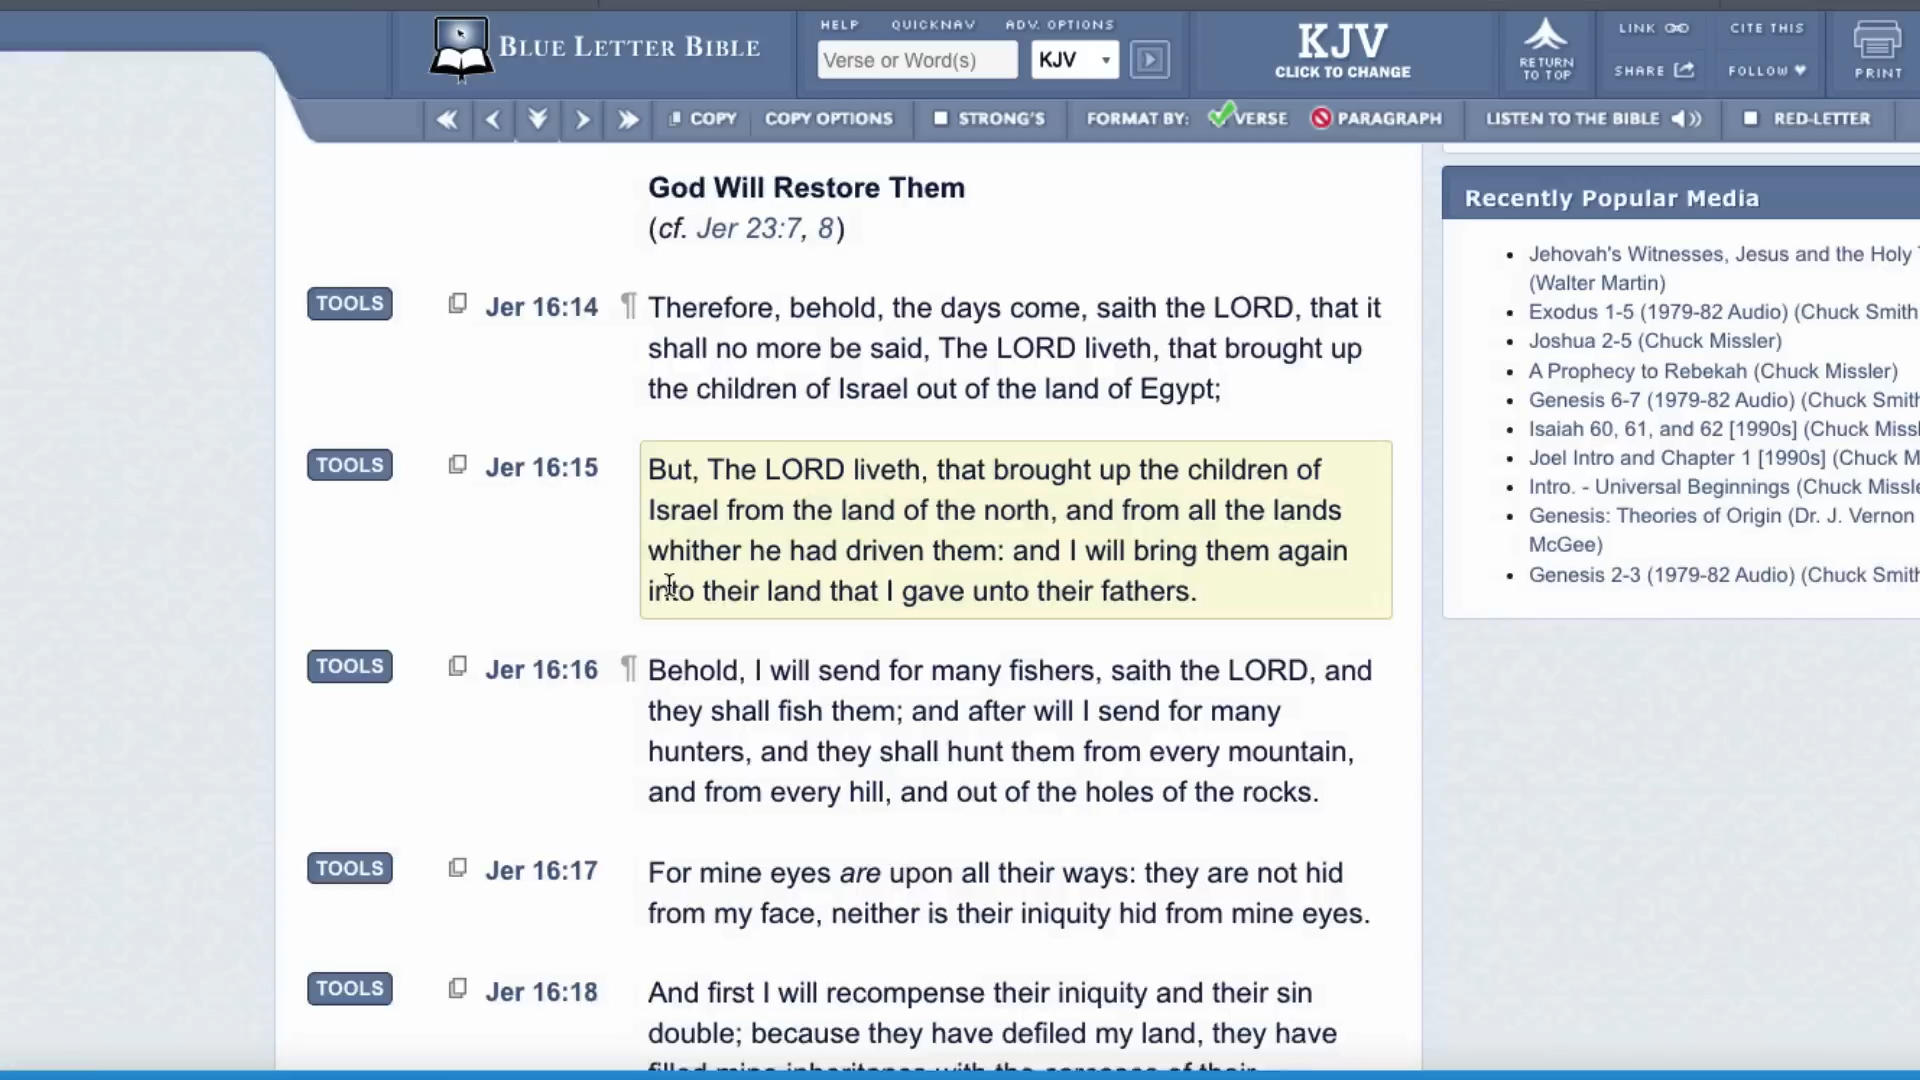 HELP QUICKNAV ADV. OPTIONS
BLUE LETTER BIBLE
Verse or Word(s)
KJV
KJV
CLICK TO CHANGE
RETURN
TO TOP
LINK
SHARE
CITE THIS
FOLLOW
PRINT
COPY COPY OPTIONS STRONG'S FORMAT BY: VERSE PARAGRAPH LISTEN TO THE BIBLE RED-LETTER
God Will Restore Them
(cf. Jer 23:7, 8)
TOOLS Jer 16:14 ¶ Therefore, behold, the days come, saith the LORD, that it
shall no more be said, The LORD liveth, that brought up
the children of Israel out of the land of Egypt;
TOOLS Jer 16:15 But, The LORD liveth, that brought up the children of
Israel from the land of the north, and from all the lands
whither he had driven them: and I will bring them again
into their land that I gave unto their fathers.
TOOLS Jer 16:16 ¶ Behold, I will send for many fishers, saith the LORD, and
they shall fish them; and after will I send for many
hunters, and they shall hunt them from every mountain,
and from every hill, and out of the holes of the rocks.
TOOLS Jer 16:17 For mine eyes are upon all their ways: they are not hid
from my face, neither is their iniquity hid from mine eyes.
TOOLS Jer 16:18 And first I will recompense their iniquity and their sin
double; because they have defiled my land, they have
Recently Popular Media
Jehovah's Witnesses, Jesus and the Holy
(Walter Martin)
Exodus 1-5 (1979-82 Audio) (Chuck Smith
Joshua 2-5 (Chuck Missler)
A Prophecy to Rebekah (Chuck Missler)
Genesis 6-7 (1979-82 Audio) (Chuck Smith
Isaiah 60, 61, and 62 [1990s] (Chuck Missl
Joel Intro and Chapter 1 [1990s] (Chuck M
Intro. - Universal Beginnings (Chuck Missle
Genesis: Theories of Origin (Dr. J. Vernon
McGee)
Genesis 2-3 (1979-82 Audio) (Chuck Smith